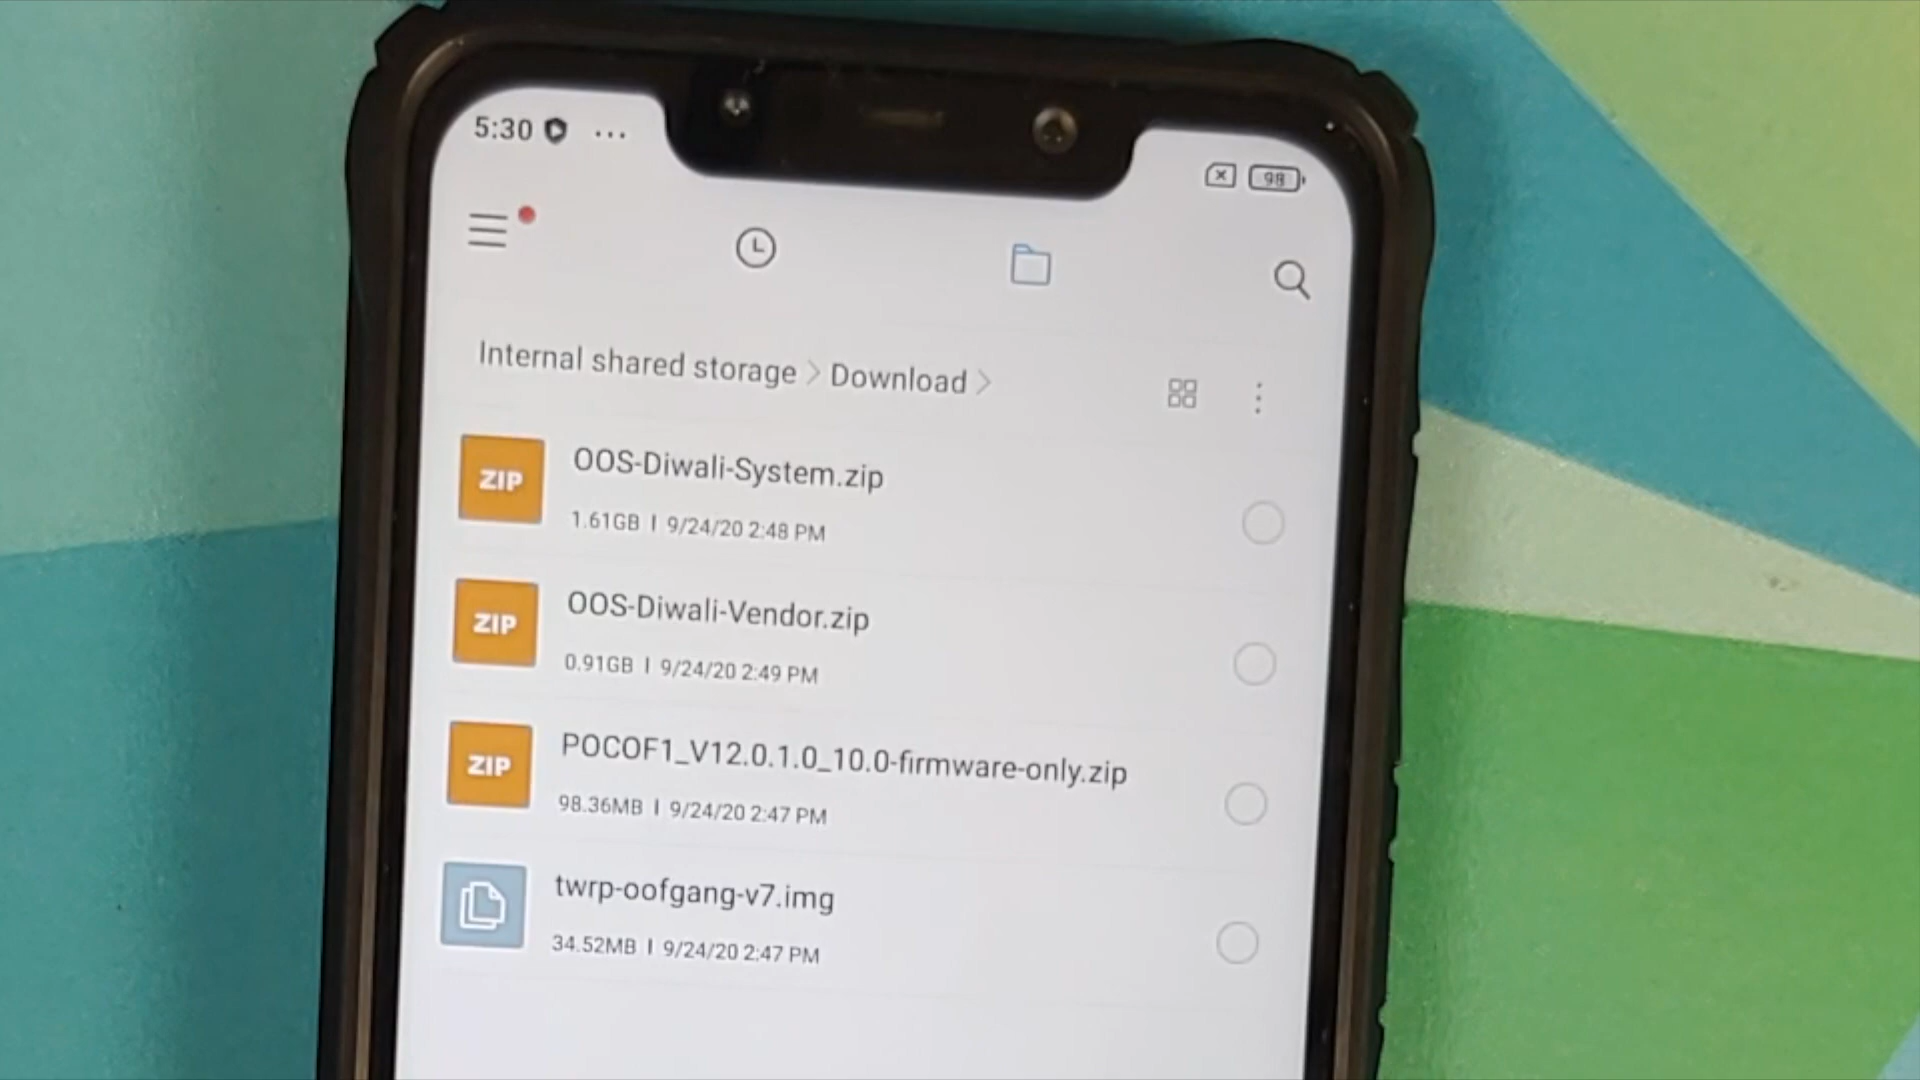 5:30 ...
98
Internal shared storage > Download >
ZIP
OOS-Diwali-System.zip
1.61GB | 9/24/20 2:48 PM
ZIP
OOS-Diwali-Vendor.zip
0.91GB | 9/24/20 2:49 PM
ZIP
POCOF1_V12.0.1.0_10.0-firmware-only.zip
98.36MB | 9/24/20 2:47 PM
twrp-oofgang-v7.img
34.52MB | 9/24/20 2:47 PM